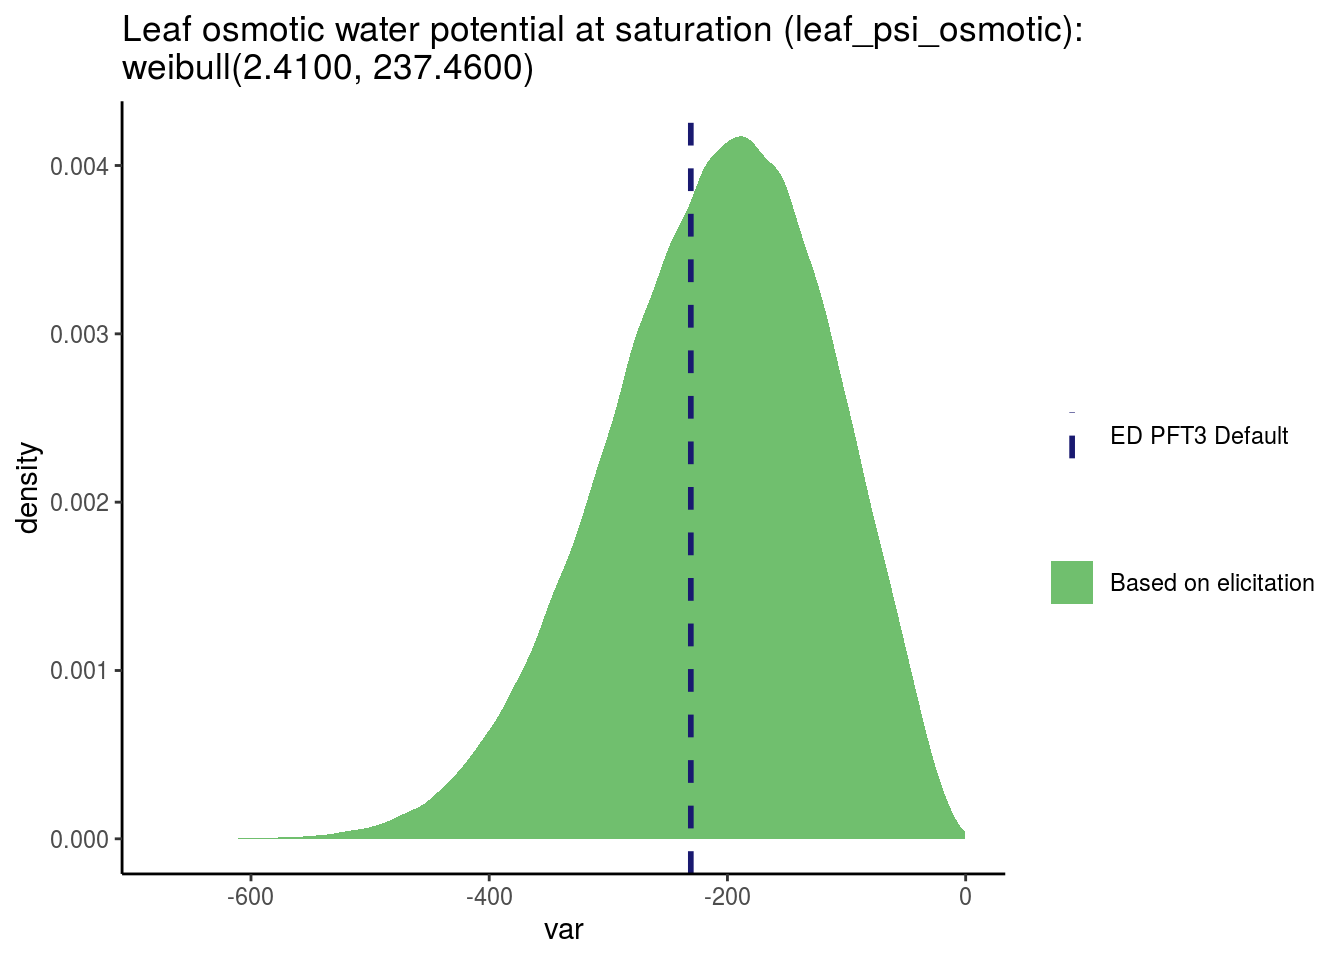 Leaf osmotic water potential at saturation (leaf_psi_osmotic):
weibull(2.4100, 237.4600)
density
0.004
0.003
0.002
0.001
0.000
-600
-400
-200
0
var
ED PFT3 Default
Based on elicitation